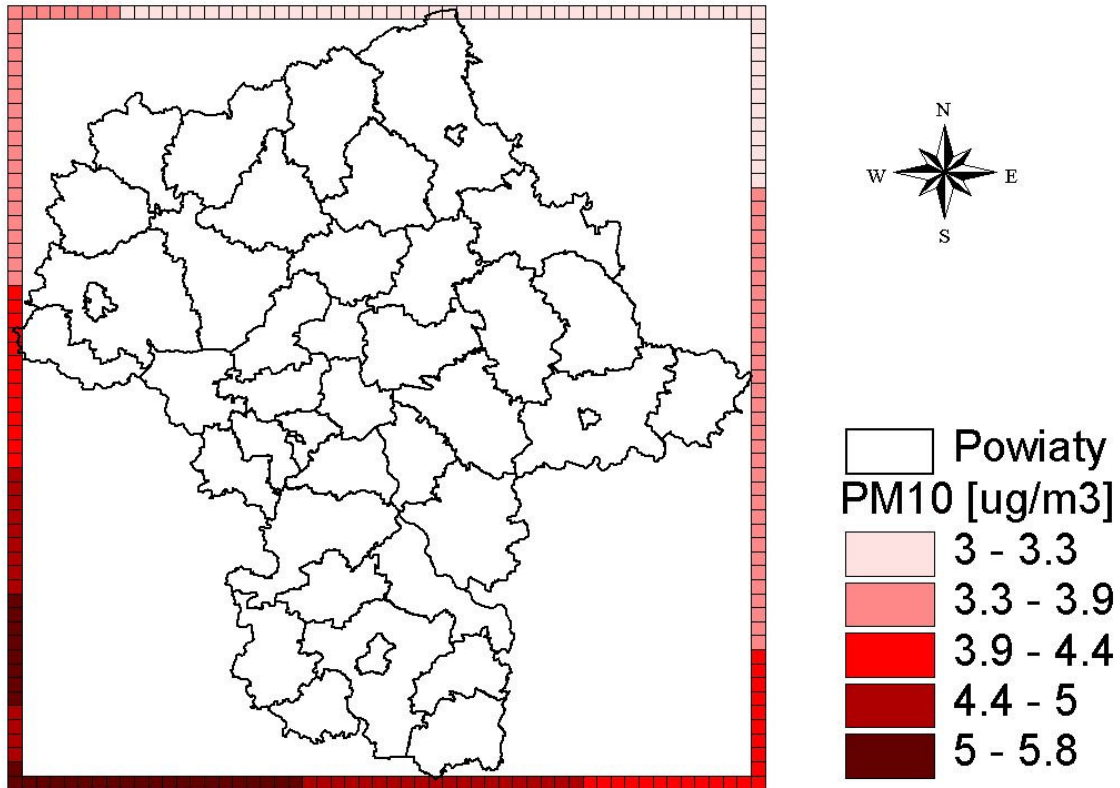 N
W E
S
Powiaty
PM10 [ug/m3]
3 - 3.3
3.3 - 3.9
3.9 - 4.4
4.4 - 5
5 - 5.8